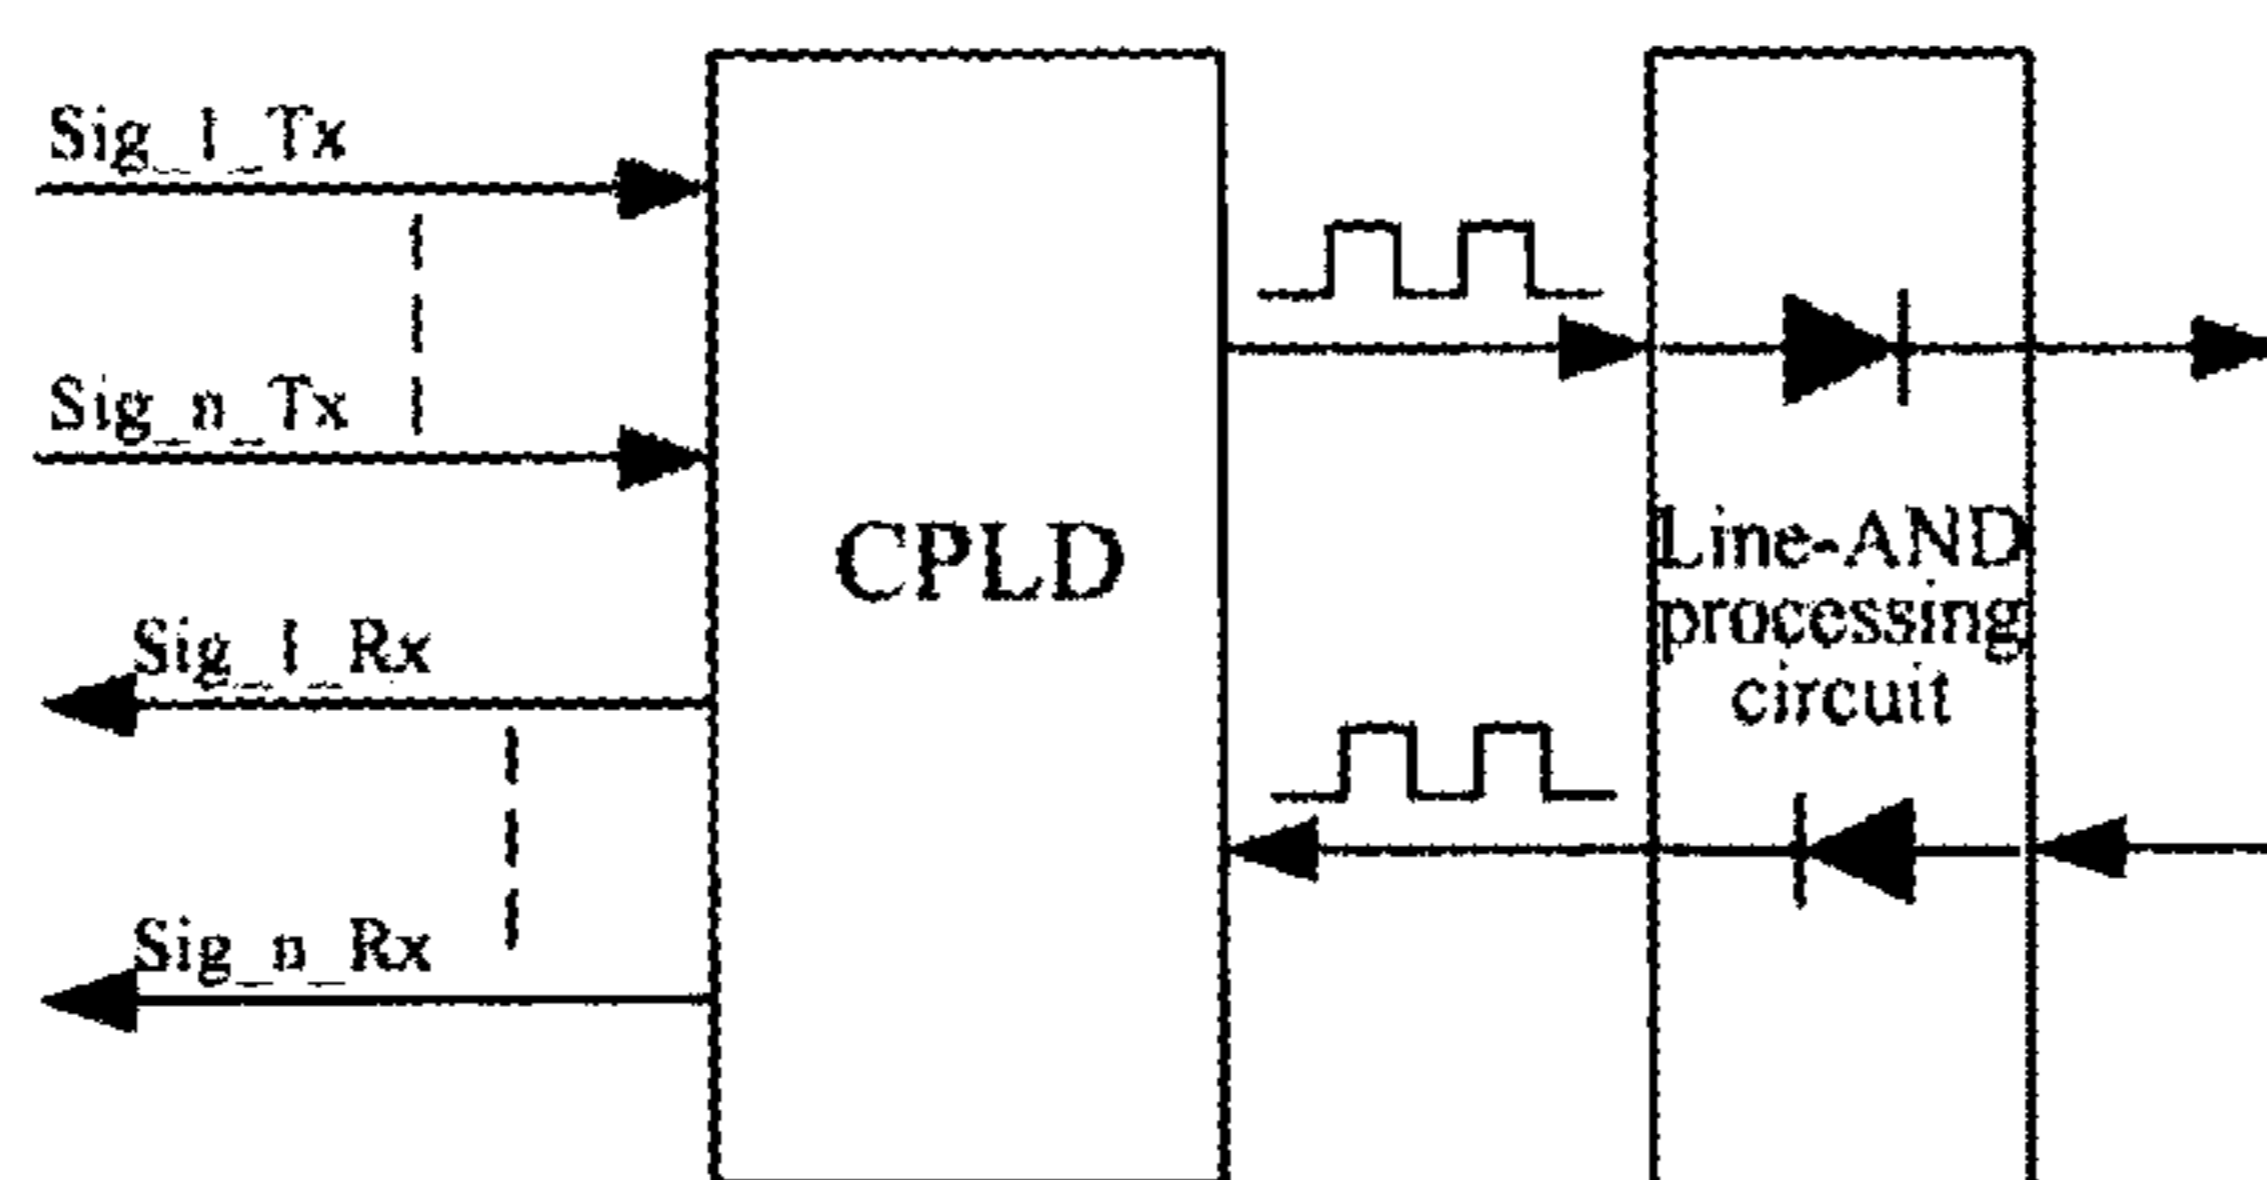 Sig_1_Tx
Sig_n_Tx
Sig_1_Rx
Sig_n_Rx
CPLD
Line-AND
processing
circuit